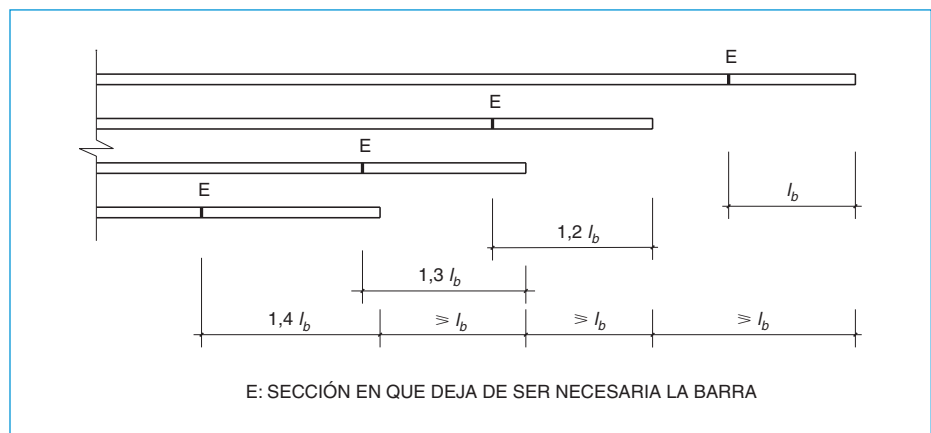 E
E
E
E
l_b
1,2 l_b
1,3 l_b
1,4 l_b ⩾ l_b ⩾ l_b ⩾ l_b
E: SECCIÓN EN QUE DEJA DE SER NECESARIA LA BARRA